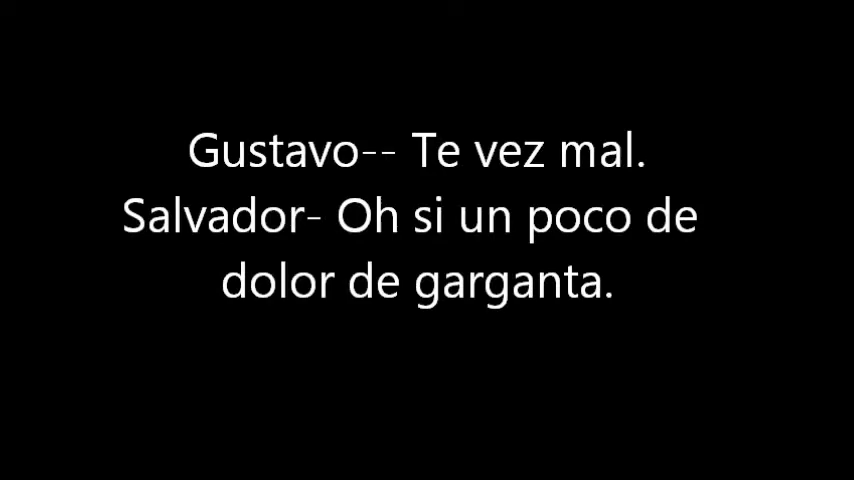 Gustavo-- Te vez mal.
Salvador- Oh si un poco de
dolor de garganta.